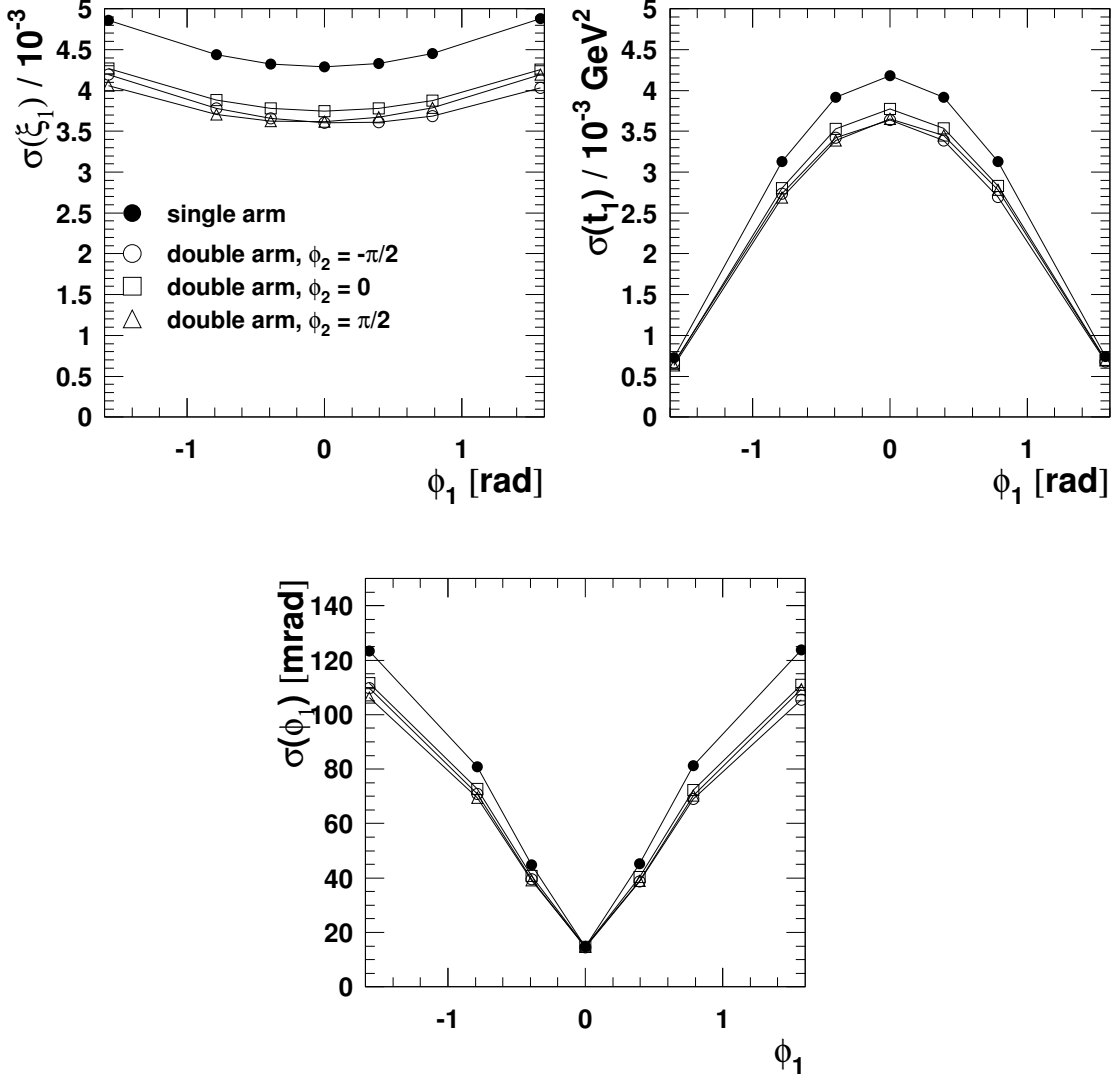 σ(ξ₁) / 10⁻³
5
4.5
4
3.5
3
2.5
2
1.5
1
0.5
0
single arm
double arm, ϕ₂ = -π/2
double arm, ϕ₂ = 0
double arm, ϕ₂ = π/2
-1 0 1
ϕ₁ [rad]
σ(t₁) / 10⁻³ GeV²
5
4.5
4
3.5
3
2.5
2
1.5
1
0.5
0
-1 0 1
ϕ₁ [rad]
σ(ϕ₁) [mrad]
140
120
100
80
60
40
20
0
-1 0 1
ϕ₁